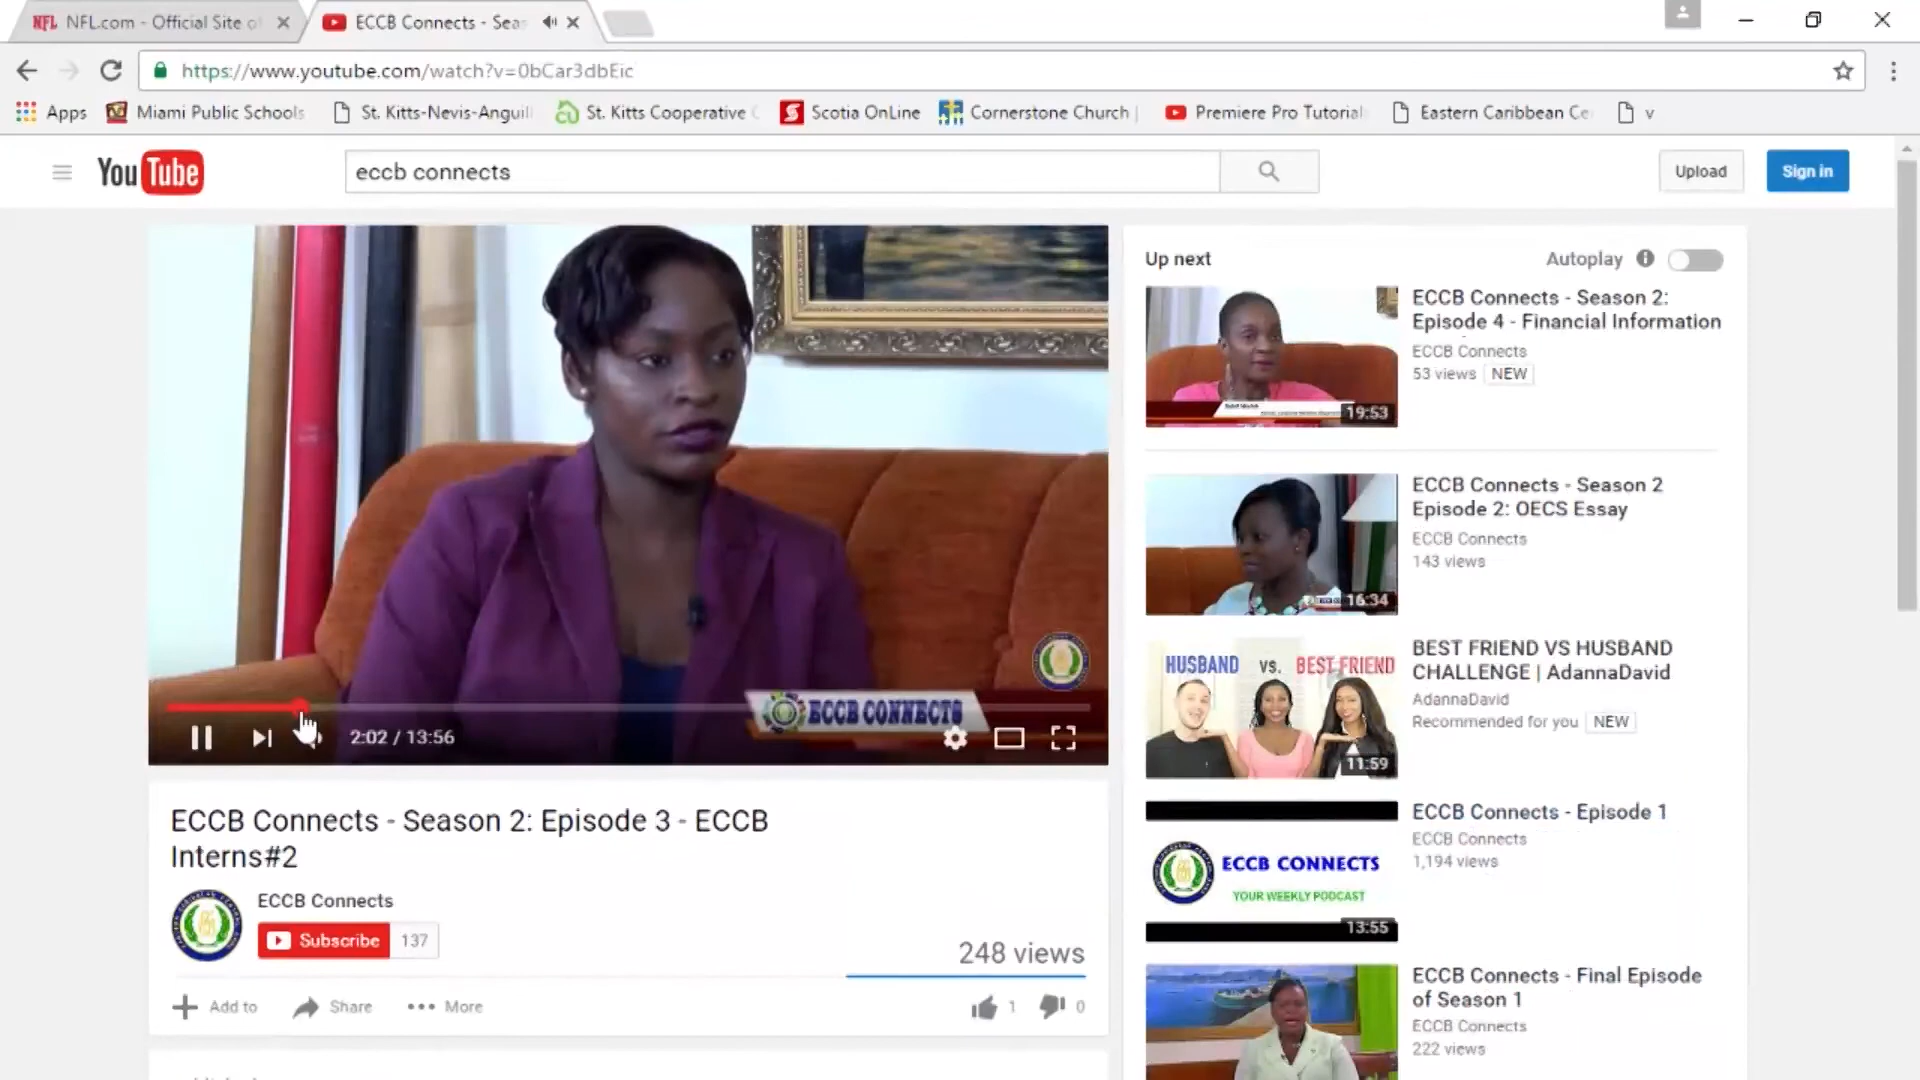 NFL NFL.com - Official Site of
ECCB Connects - Seas
https://www.youtube.com/watch?v=0bCar3dbEic
Apps
Miami Public Schools
St. Kitts-Nevis-Anguill
St. Kitts Cooperative C
Scotia OnLine
Cornerstone Church |
Premiere Pro Tutorial
Eastern Caribbean Ce
v
YouTube
eccb connects
Upload
Sign in
ECCB CONNECTS
2:02 / 13:56
ECCB Connects - Season 2: Episode 3 - ECCB
Interns#2
ECCB Connects
Subscribe 137
248 views
Add to
Share
More
1
0
Up next
Autoplay
ECCB Connects - Season 2:
Episode 4 - Financial Information
ECCB Connects
53 views NEW
19:53
ECCB Connects - Season 2
Episode 2: OECS Essay
ECCB Connects
143 views
16:34
HUSBAND vs. BEST FRIEND
11:59
BEST FRIEND VS HUSBAND
CHALLENGE | AdannaDavid
AdannaDavid
Recommended for you NEW
ECCB CONNECTS
YOUR WEEKLY PODCAST
13:55
ECCB Connects - Episode 1
ECCB Connects
1,194 views
ECCB Connects - Final Episode
of Season 1
ECCB Connects
222 views